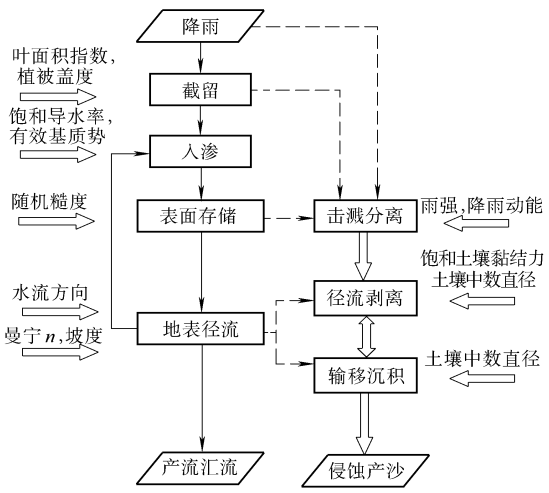 降雨
叶面积指数,
植被盖度
截留
饱和导水率,
有效基质势
入渗
随机糙度
表面存储
击溅分离
雨强,降雨动能
饱和土壤黏结力
土壤中数直径
水流方向
径流剥离
曼宁n,坡度
地表径流
输移沉积
土壤中数直径
产流汇流
侵蚀产沙